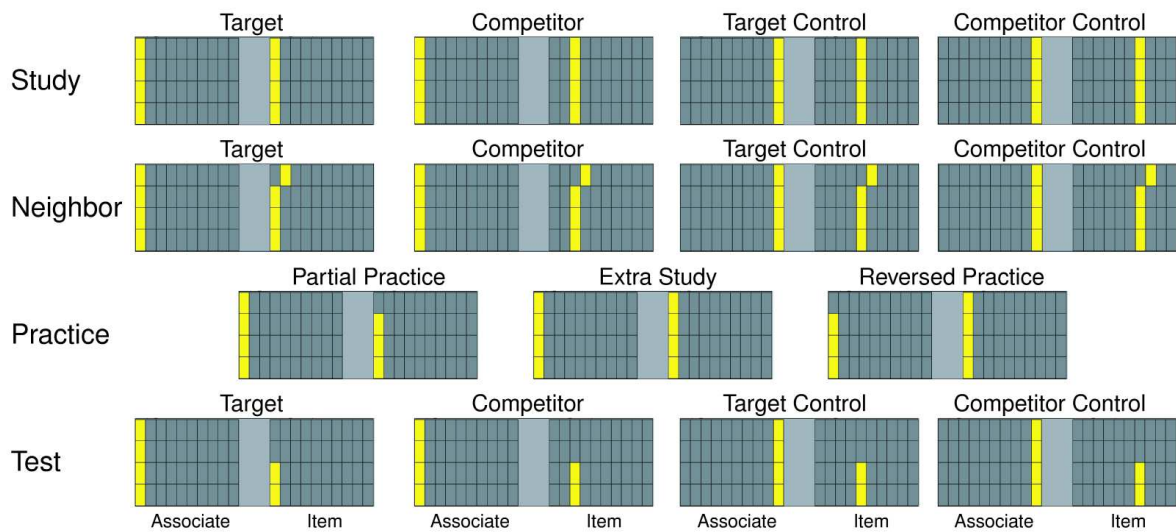 Target Competitor Target Control Competitor Control
Study
Target Competitor Target Control Competitor Control
Neighbor
Partial Practice Extra Study Reversed Practice
Practice
Target Competitor Target Control Competitor Control
Test
Associate Item Associate Item Associate Item Associate Item